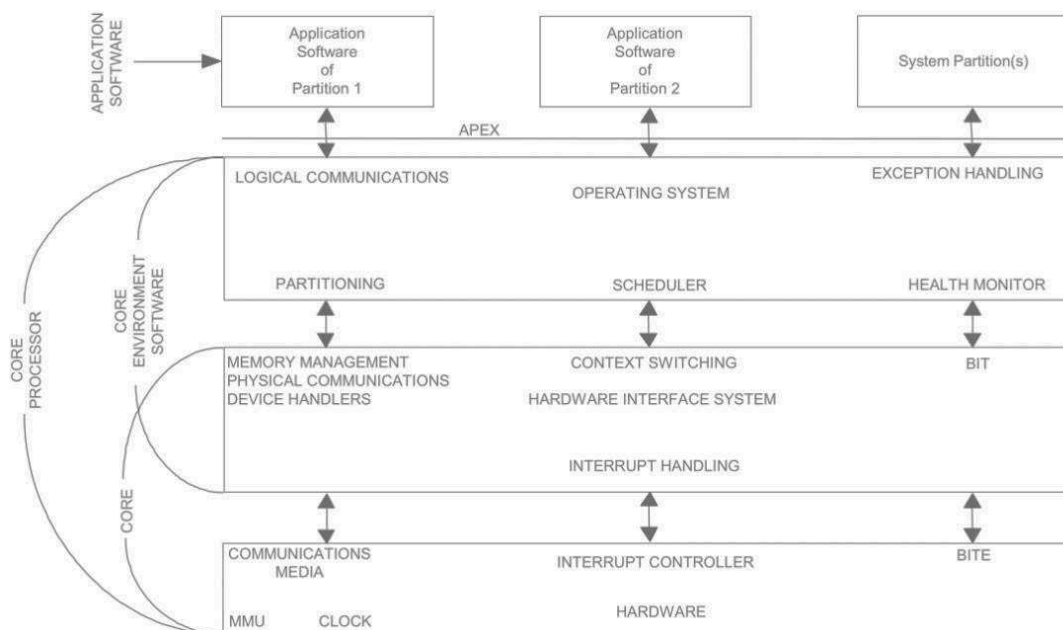 APPLICATION
SOFTWARE
Application
Software
of
Partition 1
Application
Software
of
Partition 2
System Partition(s)
APEX
LOGICAL COMMUNICATIONS
OPERATING SYSTEM
EXCEPTION HANDLING
PARTITIONING
SCHEDULER
HEALTH MONITOR
CORE
PROCESSOR
CORE
ENVIRONMENT
SOFTWARE
MEMORY MANAGEMENT
PHYSICAL COMMUNICATIONS
DEVICE HANDLERS
CONTEXT SWITCHING
HARDWARE INTERFACE SYSTEM
BIT
INTERRUPT HANDLING
CORE
COMMUNICATIONS
MEDIA
INTERRUPT CONTROLLER
BITE
HARDWARE
MMU
CLOCK